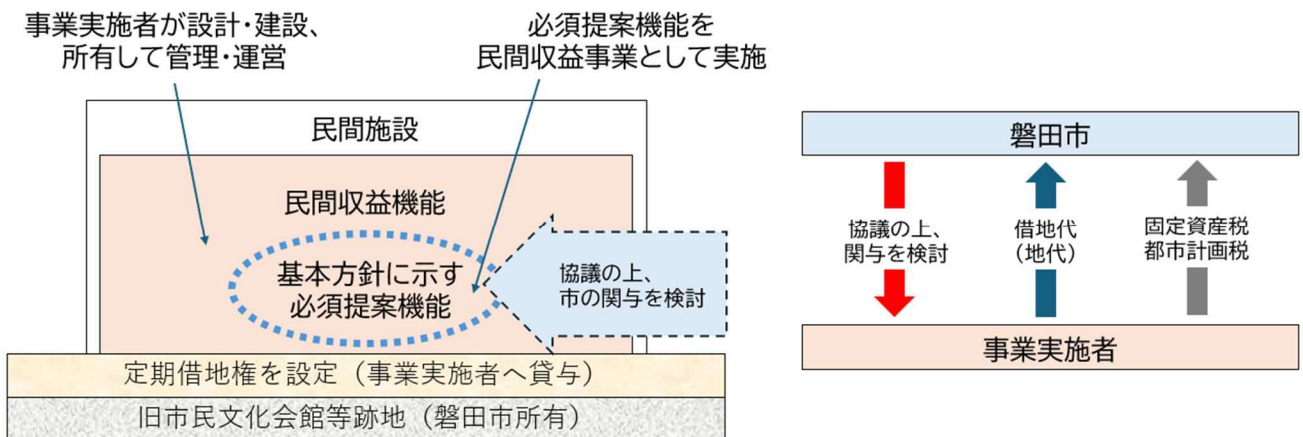 事業実施者が設計・建設、
所有して管理・運営
必須提案機能を
民間収益事業として実施
民間施設
民間収益機能
基本方針に示す
必須提案機能
協議の上、
市の関与を検討
定期借地権を設定（事業実施者へ貸与）
旧市民文化会館等跡地（磐田市所有）
磐田市
協議の上、
関与を検討
借地代
（地代）
固定資産税
都市計画税
事業実施者